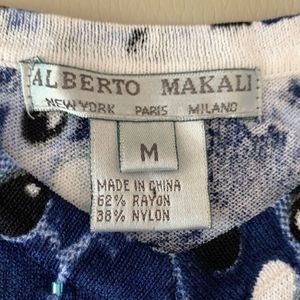 ALBERTO MAKALI
NEW YORK PARIS MILANO
M
MADE IN CHINA
62% RAYON
38% NYLON